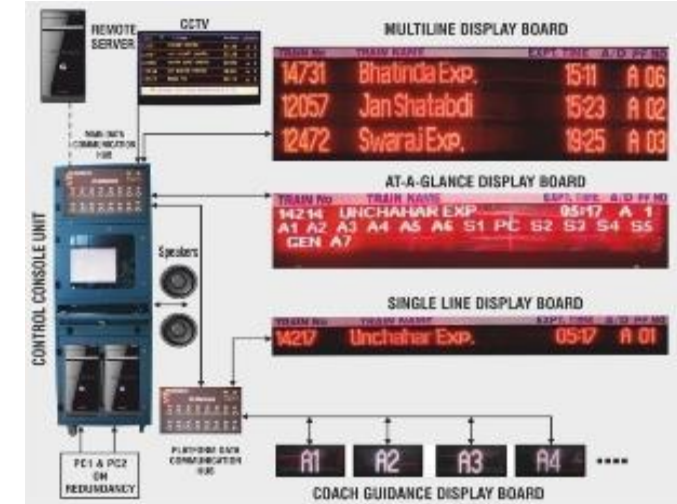 REMOTE SERVER
CCTV
MULTILINE DISPLAY BOARD
TRAIN No TRAIN NAME EXPT. TIME A/D PF NO
14731 Bhatinda Exp. 15:11 A 06
12057 Jan Shatabdi 15:23 A 02
12472 Swaraj Exp. 19:25 A 03
MAIN DATA
COMMUNICATION
HUB
AT-A-GLANCE DISPLAY BOARD
TRAIN No TRAIN NAME EXPT. TIME A/D PF NO
14214 UNCHAHAR EXP 05:17 A 1
A1 A2 A3 A4 A5 A6 S1 PC S2 S3 S4 S5
GEN A7
CONTROL CONSOLE UNIT
Speakers
SINGLE LINE DISPLAY BOARD
TRAIN No TRAIN NAME EXPT. TIME A/D PF NO
14217 Unchahar Exp. 05:17 A 01
PLATFORM DATA
COMMUNICATION
HUB
PC1 & PC2
ON
REDUNDANCY
A1 A2 A3 A4 ....
COACH GUIDANCE DISPLAY BOARD